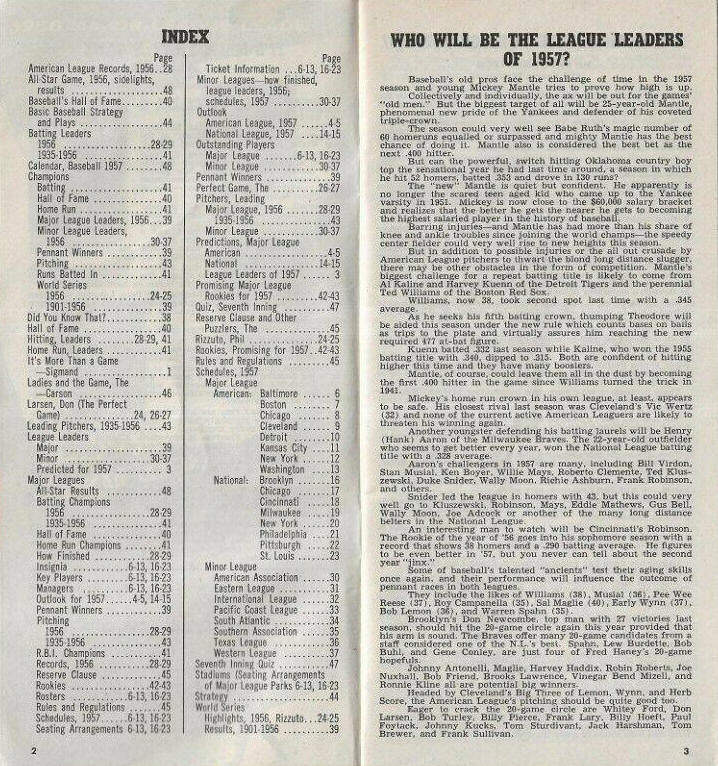 INDEX
Page
American League Records, 1956..28
All-Star Game, 1956, sidelights,
results ....................48
Baseball's Hall of Fame.........40
Basic Baseball Strategy
and Plays ..................44
Batting Leaders
1956 .....................28-29
1935-1956 ..................41
Calendar, Baseball 1957 ........48
Champions
Batting .....................41
Hall of Fame ................40
Home Run ....................41
Major League Leaders, 1956...39
Minor League Leaders,
1956 .....................30-37
Pennant Winners .............39
Pitching ....................43
Runs Batted In ..............41
World Series
1956 .....................24-25
1901-1956 ..................39
Did You Know That?..............38
Hall of Fame ...................40
Hitting, Leaders .........28-29, 41
Home Run, Leaders ..............41
It's More Than a Game
—Sigmand ....................1
Ladies and the Game, The
—Carson ....................46
Larsen, Don (The Perfect
Game) ................24, 26-27
Leading Pitchers, 1935-1956 ....43
League Leaders
Major .......................39
Minor ....................30-37
Predicted for 1957 .......... 3
Major Leagues
All-Star Results ............48
Batting Champions
1956 .....................28-29
1935-1956 ..................41
Hall of Fame ................40
Home Run Champions ..........41
How Finished .............28-29
Insignia ............6-13, 16-23
Key Players .........6-13, 16-23
Managers ............6-13, 16-23
Outlook for 1957......4-5, 14-15
Pennant Winners .............39
Pitching
1956 .....................28-29
1935-1956 ..................43
R.B.I. Champions ............41
Records, 1956 ............28-29
Reserve Clause ..............45
Rookies ..................42-43
Rosters .............6-13, 16-23
Rules and Regulations .......45
Schedules, 1957......6-13, 16-23
Seating Arrangements 6-13, 16-23
2
Page
Ticket Information ...6-13, 16-23
Minor Leagues—how finished,
league leaders, 1956;
schedules, 1957 ..........30-37
Outlook
American League, 1957 ......4-5
National League, 1957 ....14-15
Outstanding Players
Major League .......6-13, 16-23
Minor League .............30-37
Pennant Winners ................39
Perfect Game, The ...........26-27
Pitchers, Leading
Major League, 1956 .......28-29
1935-1956 ..................43
Minor League .............30-37
Predictions, Major League
American ...................4-5
National .................14-15
League Leaders of 1957 ...... 3
Promising Major League
Rookies for 1957 .........42-43
Quiz, Seventh Inning ...........47
Reserve Clause and Other
Puzzlers, The ..............45
Rizzuto, Phil ...............24-25
Rookies, Promising for 1957..42-43
Rules and Regulations ..........45
Schedules, 1957
Major League
American: Baltimore ...... 6
Boston ......... 7
Chicago ........ 8
Cleveland ...... 9
Detroit ........10
Kansas City ....11
New York .......12
Washington .....13
National: Brooklyn .......16
Chicago ........17
Cincinnati .....18
Milwaukee ......19
New York .......20
Philadelphia ...21
Pittsburgh .....22
St. Louis ......23
Minor League
American Association .......30
Eastern League .............31
International League .......32
Pacific Coast League .......33
South Atlantic .............34
Southern Association .......35
Texas League ...............36
Western League .............37
Seventh Inning Quiz ............47
Stadiums (Seating Arrangements
of Major League Parks 6-13, 16-23
Strategy .......................44
World Series
Highlights, 1956, Rizzuto...24-25
Results, 1901-1956 ..........39
WHO WILL BE THE LEAGUE LEADERS
OF 1957?
Baseball's old pros face the challenge of time in the 1957
season and young Mickey Mantle tries to prove how high is up.
Collectively and individually, the ax will be out for the games'
"old men." But the biggest target of all will be 25-year-old Mantle,
phenomenal new pride of the Yankees and defender of his coveted
triple-crown.
The season could very well see Babe Ruth's magic number of
60 homeruns equalled or surpassed and mighty Mantle has the best
chance of doing it. Mantle also is considered the best bet as the
next .400 hitter.
But can the powerful, switch hitting Oklahoma country boy
top the sensational year he had last time around, a season in which
he hit 52 homers, batted .353 and drove in 130 runs?
The "new" Mantle is quiet but confident. He apparently is
no longer the scared teen aged kid who came up to the Yankee
varsity in 1951. Mickey is now close to the $60,000 salary bracket
and realizes that the better he gets the nearer he gets to becoming
the highest salaried player in the history of baseball.
Barring injuries—and Mantle has had more than his share of
knee and ankle troubles since joining the world champs—the speedy
center fielder could very well rise to new heights this season.
But in addition to possible injuries or the all out crusade by
American League pitchers to thwart the blond long distance slugger,
there may be other obstacles in the form of competition. Mantle's
biggest challenge for a repeat batting title is likely to come from
Al Kaline and Harvey Kuenn of the Detroit Tigers and the perennial
Ted Williams of the Boston Red Sox.
Williams, now 38, took second spot last time with a .345
average.
As he seeks his fifth batting crown, thumping Theodore will
be aided this season under the new rule which counts bases on balls
as trips to the plate and virtually assures him reaching the new
required 477 at-bat figure.
Kuenn batted .332 last season while Kaline, who won the 1955
batting title with .340, dipped to .315. Both are confident of hitting
higher this time and they have many boosters.
Mantle, of course, could leave them all in the dust by becoming
the first .400 hitter in the game since Williams turned the trick in
1941.
Mickey's home run crown in his own league, at least, appears
to be safe. His closest rival last season was Cleveland's Vic Wertz
(32) and none of the current active American Leaguers are likely to
threaten his winning again.
Another youngster defending his batting laurels will be Henry
(Hank) Aaron of the Milwaukee Braves. The 22-year-old outfielder
who seems to get better every year, won the National League batting
title with a .328 average.
Aaron's challengers in 1957 are many, including Bill Virdon,
Stan Musial, Ken Boyer, Willie Mays, Roberto Clemente, Ted Klus-
zewski, Duke Snider, Wally Moon, Richie Ashburn, Frank Robinson,
and others.
Snider led the league in homers with 43, but this could very
well go to Kluszewski, Robinson, Mays, Eddie Mathews, Gus Bell,
Wally Moon, Joe Adcock or another of the many long distance
belters in the National League.
An interesting man to watch will be Cincinnati's Robinson.
The Rookie of the year of '56 goes into his sophomore season with a
record that shows 38 homers and a .290 batting average. He figures
to be even better in '57, but you never can tell about the second
year "jinx."
Some of baseball's talented "ancients" test their aging skills
once again, and their performance will influence the outcome of
pennant races in both leagues.
They include the likes of Williams (38), Musial (36), Pee Wee
Reese (37), Roy Campanella (35), Sal Maglie (40), Early Wynn (37),
Bob Lemon (36), and Warren Spahn (35).
Brooklyn's Don Newcombe, top man with 27 victories last
season, should hit the 20-game circle again this year provided that
his arm is sound. The Braves offer many 20-game candidates from a
staff considered one of the N.L.'s best. Spahn, Lew Burdette, Bob
Buhl, and Gene Conley, are just four of Fred Haney's 20-game
hopefuls.
Johnny Antonelli, Maglie, Harvey Haddix, Robin Roberts, Joe
Nuxhall, Bob Friend, Brooks Lawrence, Vinegar Bend Mizell, and
Ronnie Kline all are potential big winners.
Headed by Cleveland's Big Three of Lemon, Wynn, and Herb
Score, the American League's pitching should be quite good too.
Eager to crack the 20-game circle are Whitey Ford, Don
Larsen, Bob Turley, Billy Pierce, Frank Lary, Billy Hoeft, Paul
Foytack, Johnny Kucks, Tom Sturdivant, Jack Harshman, Tom
Brewer, and Frank Sullivan.
3